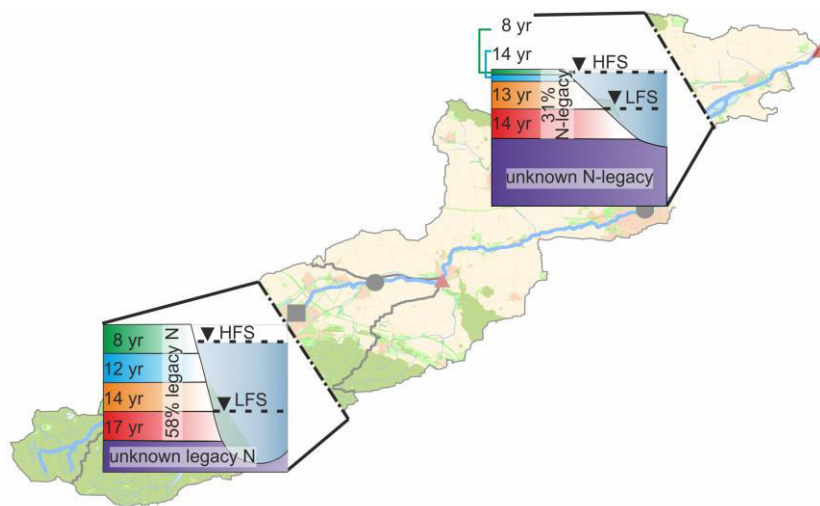 8 yr
14 yr
HFS
13 yr
31%
N-legacy
LFS
14 yr
unknown N-legacy
HFS
8 yr
58% legacy N
12 yr
14 yr
LFS
17 yr
unknown legacy N